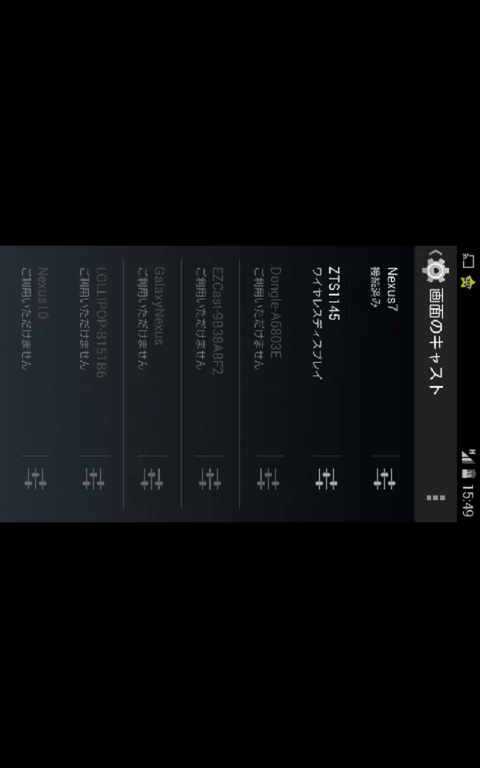 H 15:49
画面のキャスト
Nexus7
接続済み
ZTS1145
ワイヤレスディスプレイ
Dongle-A6803E
ご利用いただけません
EZCast-9B38A8F2
ご利用いただけません
GalaxyNexus
ご利用いただけません
LOLLIPOP-B151B6
ご利用いただけません
Nexus10
ご利用いただけません